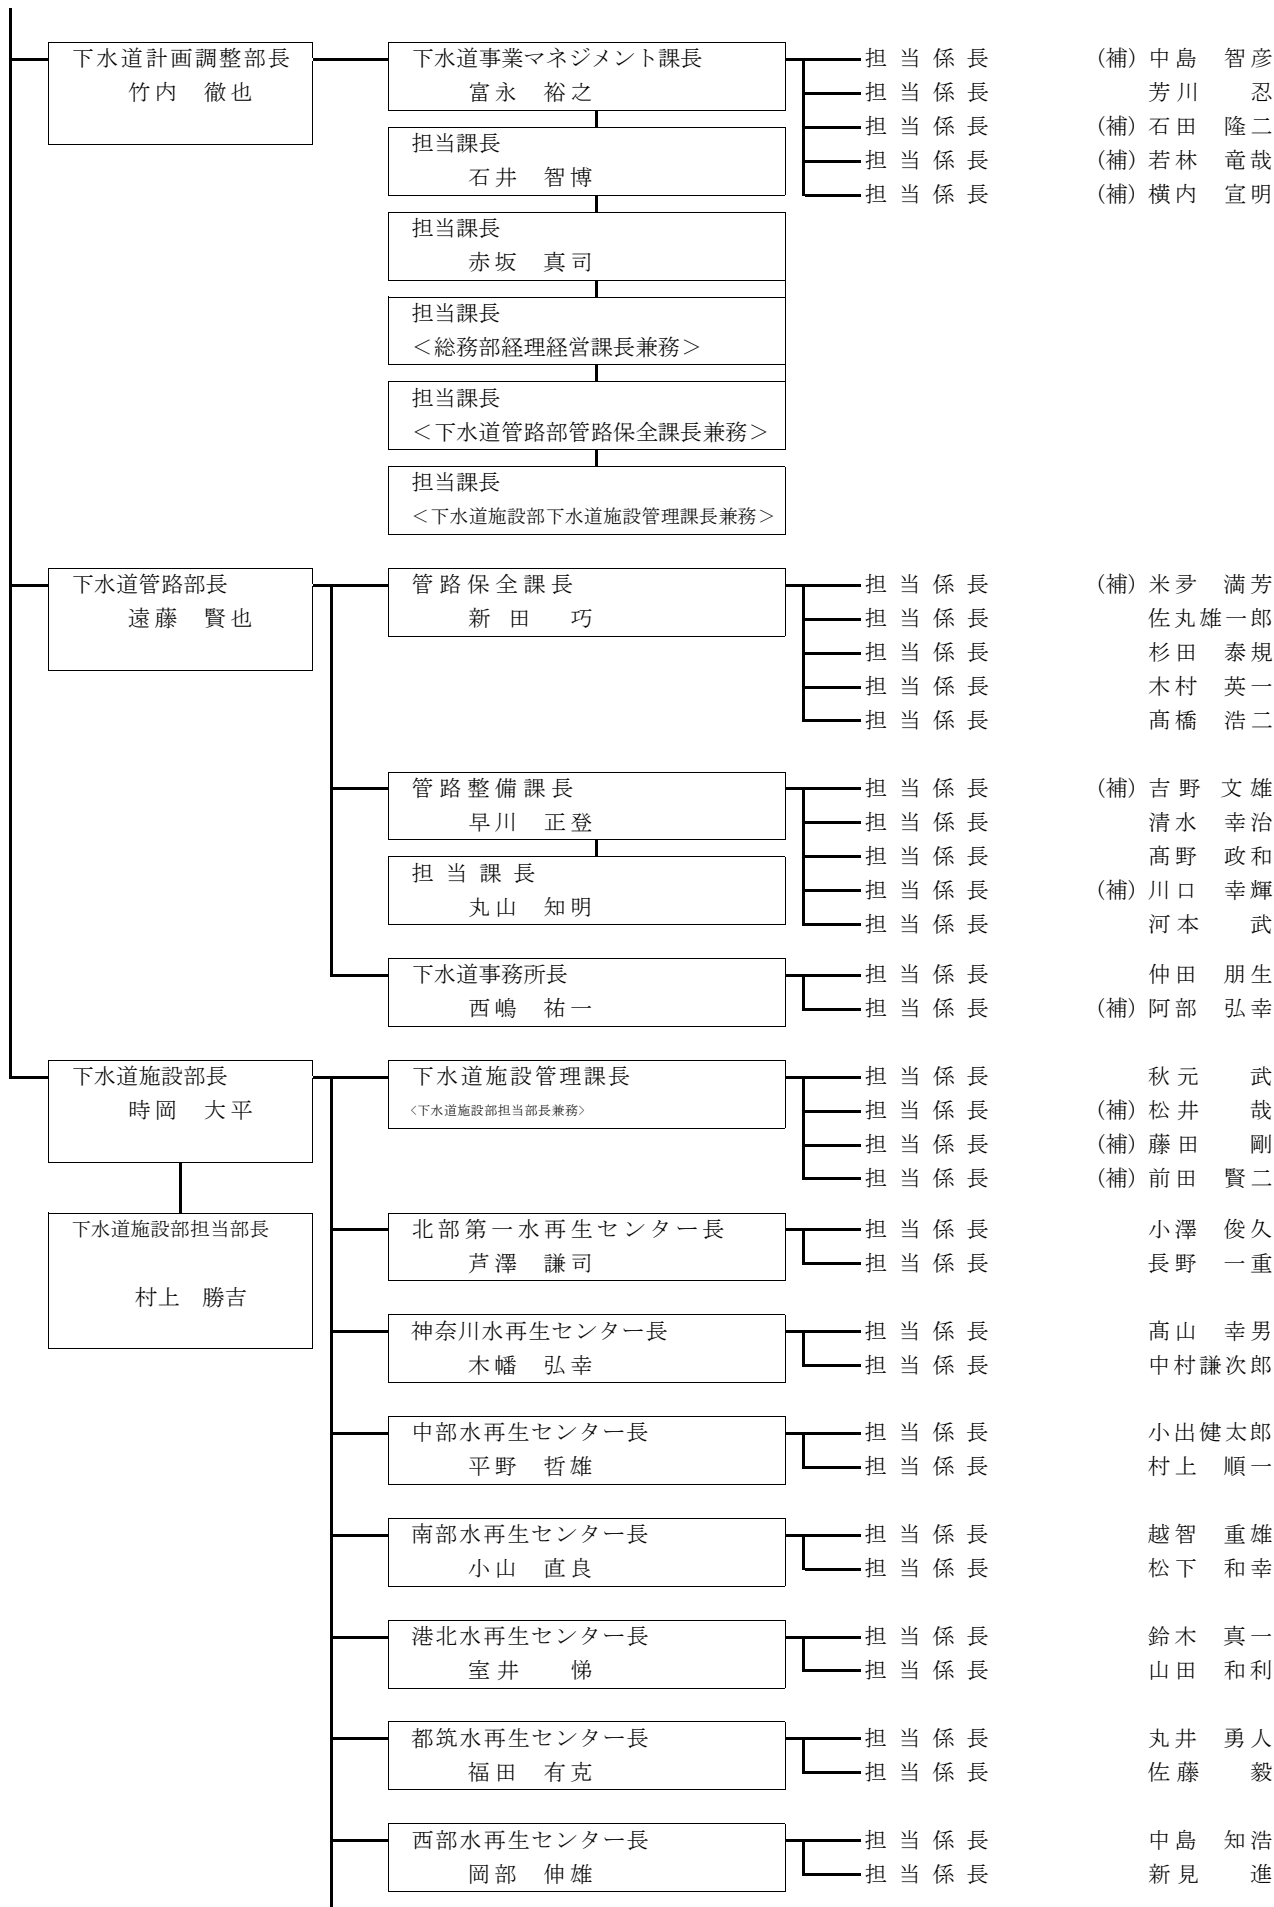 下水道計画調整部長
竹内 徹也
下水道事業マネジメント課長
富永 裕之
担当係長 (補) 中島 智彦
担当係長 芳川 忍
担当係長 (補) 石田 隆二
担当係長 (補) 若林 竜哉
担当係長 (補) 横内 宣明
担当課長
石井 智博
担当課長
赤坂 真司
担当課長
＜総務部経理経営課長兼務＞
担当課長
＜下水道管路部管路保全課長兼務＞
担当課長
＜下水道施設部下水道施設管理課長兼務＞
下水道管路部長
遠藤 賢也
管路保全課長
新田 巧
担当係長 (補) 米 満芳
担当係長 佐丸雄一郎
担当係長 杉田 泰規
担当係長 木村 英一
担当係長 髙橋 浩二
管路整備課長
早川 正登
担当係長 (補) 吉野 文雄
担当係長 清水 幸治
担当係長 髙野 政和
担当係長 (補) 川口 幸輝
担当係長 河本 武
担当課長
丸山 知明
下水道事務所長
西嶋 祐一
担当係長 仲田 朋生
担当係長 (補) 阿部 弘幸
下水道施設部長
時岡 大平
下水道施設管理課長
＜下水道施設部担当部長兼務＞
担当係長 秋元 武
担当係長 (補) 松井 哉
担当係長 (補) 藤田 剛
担当係長 (補) 前田 賢二
下水道施設部担当部長
村上 勝吉
北部第一水再生センター長
芦澤 謙司
担当係長 小澤 俊久
担当係長 長野 一重
神奈川水再生センター長
木幡 弘幸
担当係長 髙山 幸男
担当係長 中村謙次郎
中部水再生センター長
平野 哲雄
担当係長 小出健太郎
担当係長 村上 順一
南部水再生センター長
小山 直良
担当係長 越智 重雄
担当係長 松下 和幸
港北水再生センター長
室井 悌
担当係長 鈴木 真一
担当係長 山田 和利
都筑水再生センター長
福田 有克
担当係長 丸井 勇人
担当係長 佐藤 毅
西部水再生センター長
岡部 伸雄
担当係長 中島 知浩
担当係長 新見 進